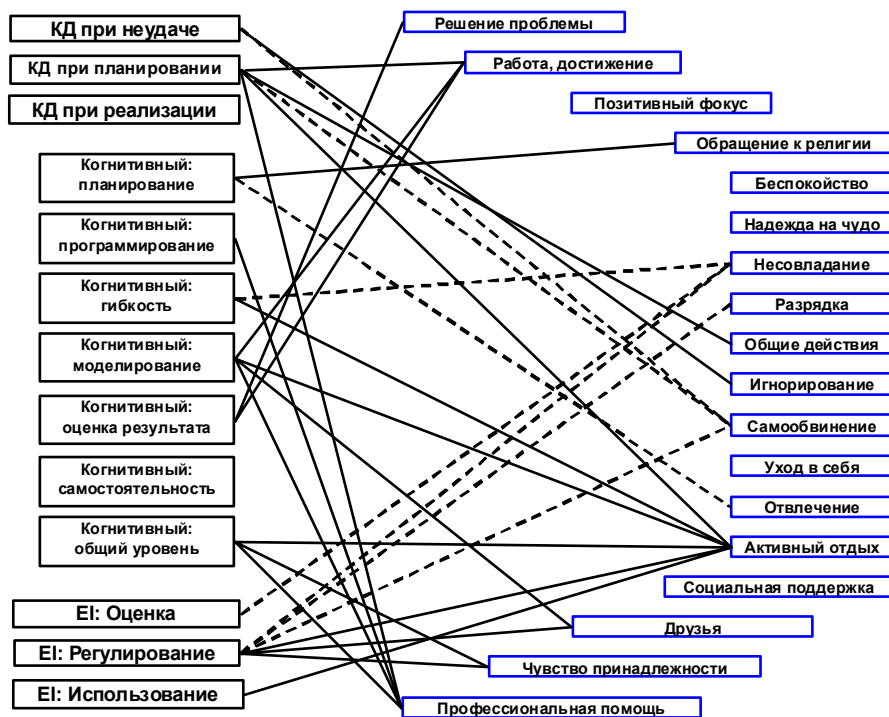 КД при неудаче
КД при планировании
КД при реализации
Когнитивный:
планирование
Когнитивный:
программирование
Когнитивный:
гибкость
Когнитивный:
моделирование
Когнитивный:
оценка результата
Когнитивный:
самостоятельность
Когнитивный:
общий уровень
EI: Оценка
EI: Регулирование
EI: Использование
Решение проблемы
Работа, достижение
Позитивный фокус
Обращение к религии
Беспокойство
Надежда на чудо
Несовладание
Разрядка
Общие действия
Игнорирование
Самообвинение
Уход в себя
Отвлечение
Активный отдых
Социальная поддержка
Друзья
Чувство принадлежности
Профессиональная помощь